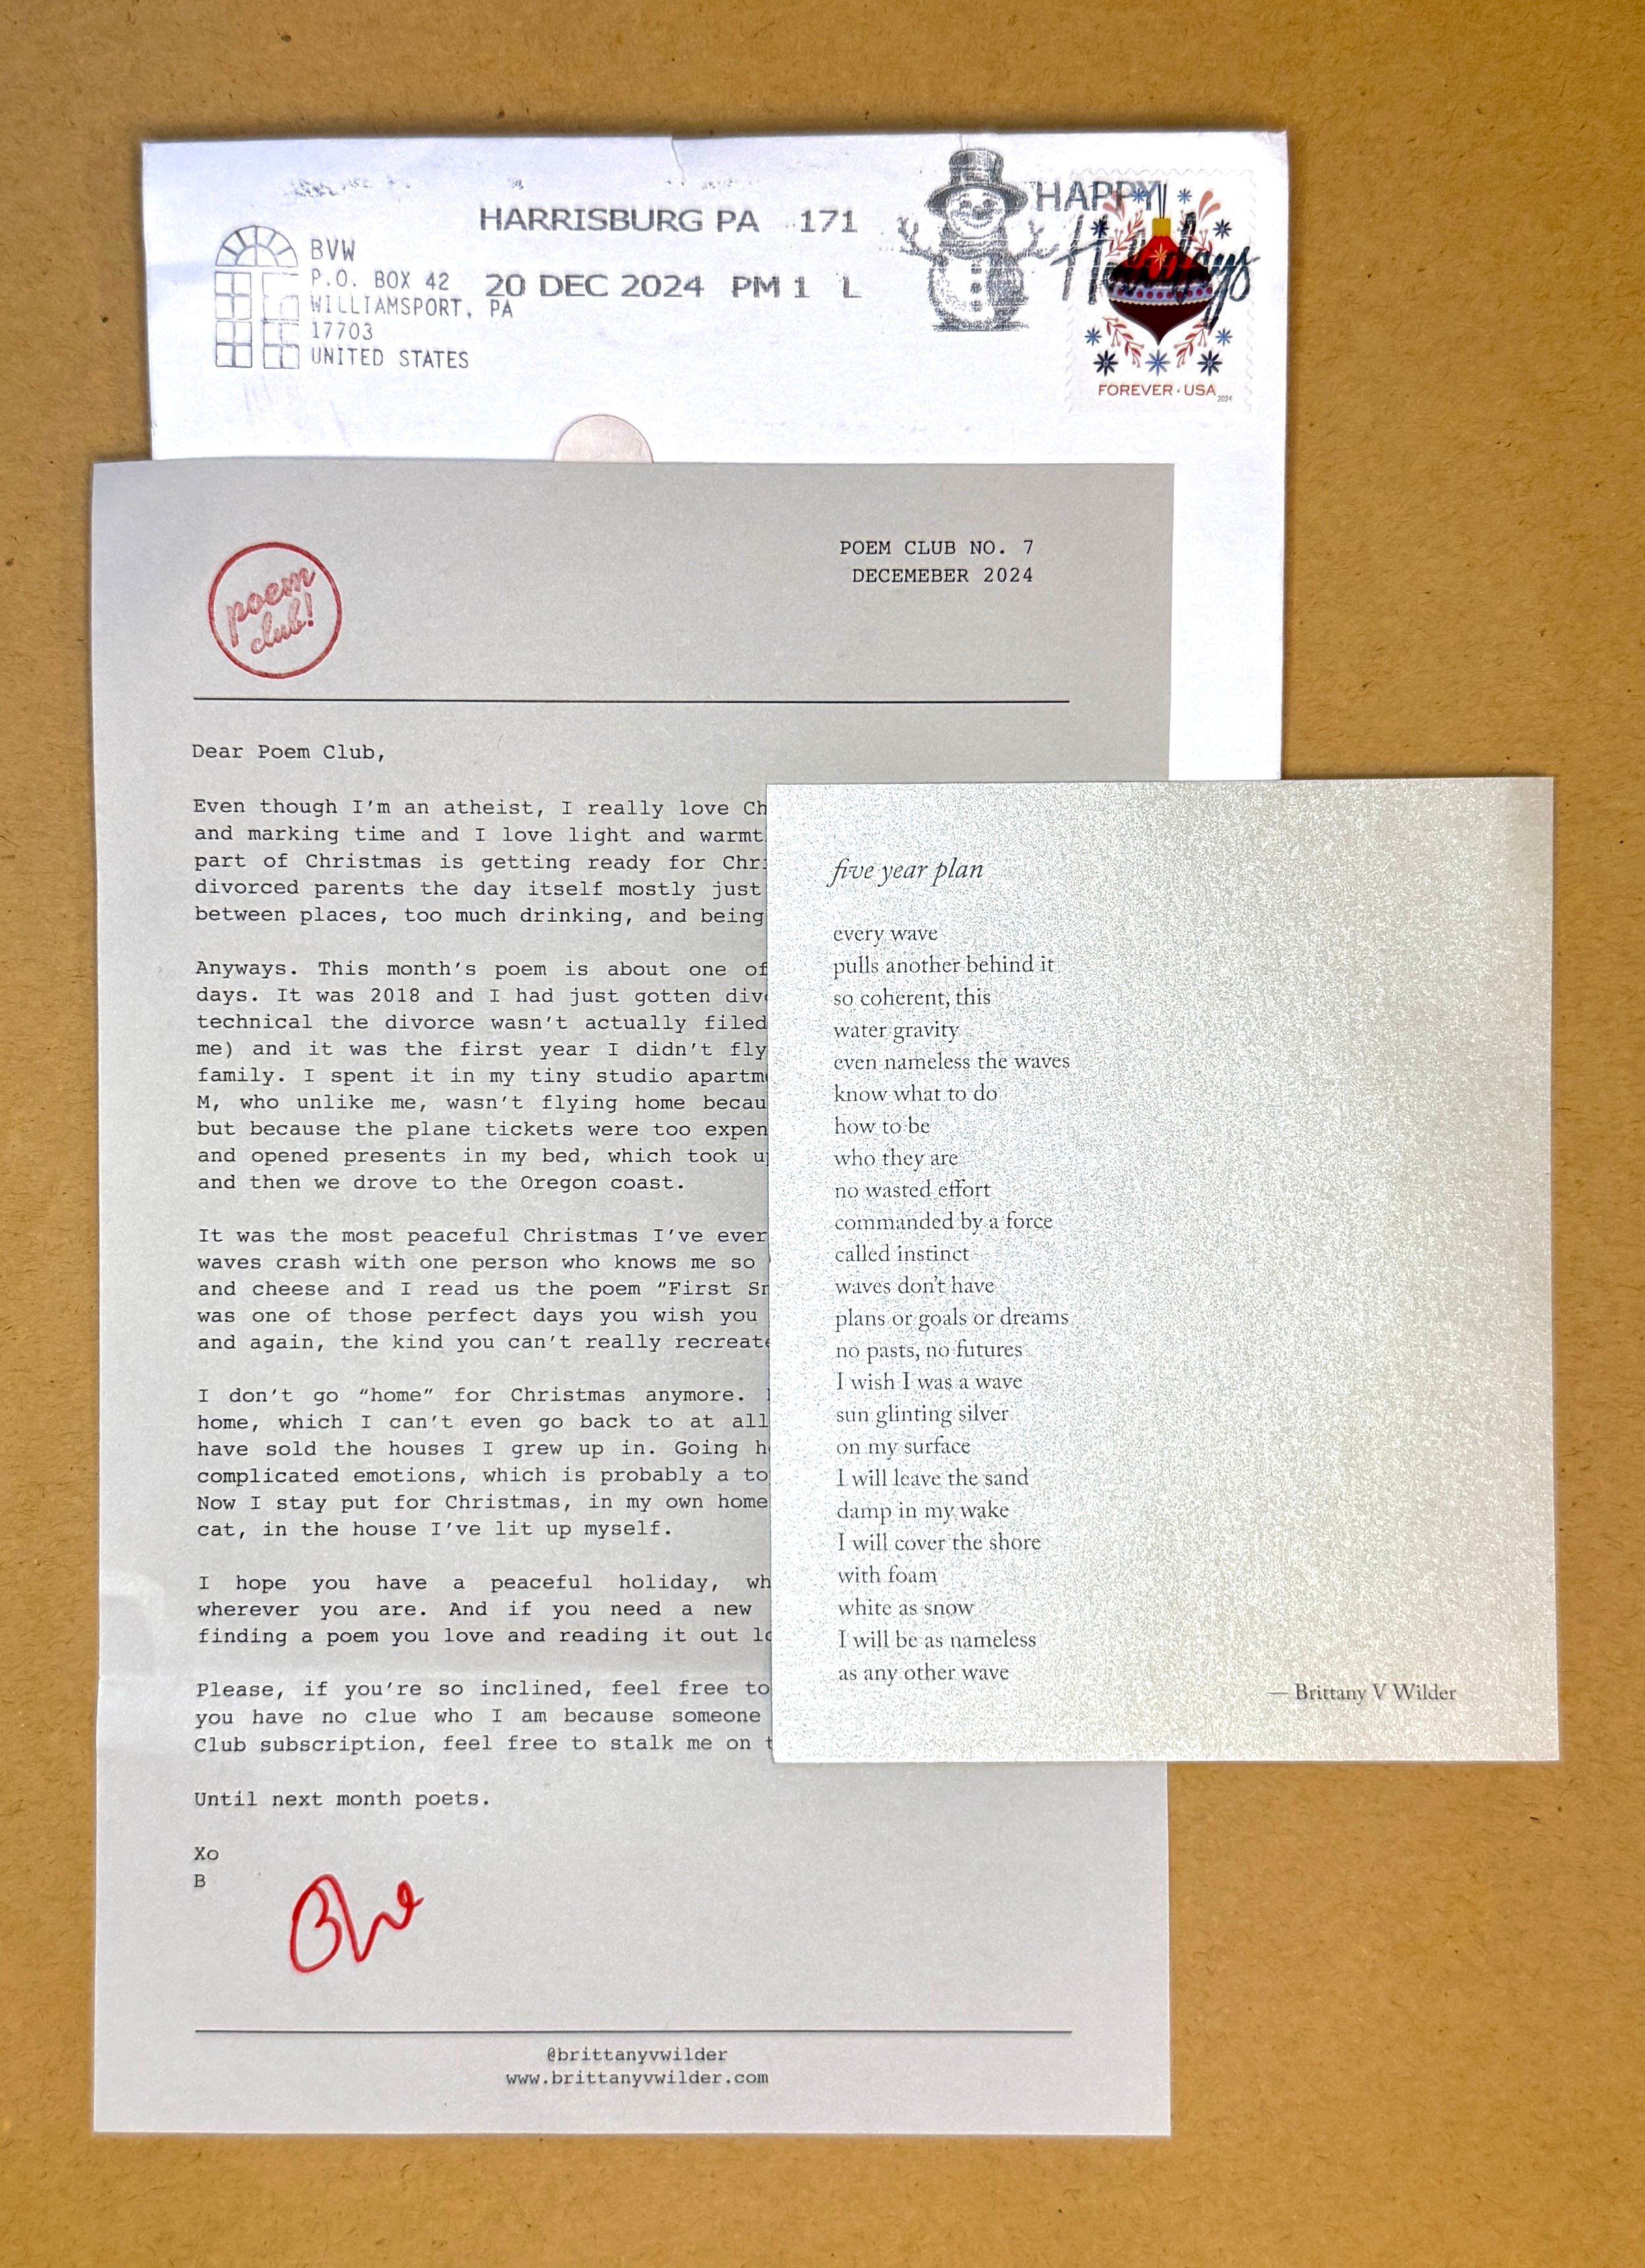 HARRISBURG PA 171
20 DEC 2024 PM 1 L
BVW
P.O. BOX 42
WILLIAMSPORT, PA
17703
UNITED STATES
HAPPY
Holidays
FOREVER · USA
2024
poem
club!
POEM CLUB NO. 7
DECEMEBER 2024
Dear Poem Club,
Even though I'm an atheist, I really love Ch
and marking time and I love light and warmt
part of Christmas is getting ready for Chri
divorced parents the day itself mostly just
between places, too much drinking, and being
Anyways. This month's poem is about one of
days. It was 2018 and I had just gotten div
technical the divorce wasn't actually filed
me) and it was the first year I didn't fly
family. I spent it in my tiny studio apartm
M, who unlike me, wasn't flying home becau
but because the plane tickets were too expen
and opened presents in my bed, which took u
and then we drove to the Oregon coast.
It was the most peaceful Christmas I've ever
waves crash with one person who knows me so
and cheese and I read us the poem “First Sn
was one of those perfect days you wish you
and again, the kind you can't really recreate
I don't go “home” for Christmas anymore.
home, which I can't even go back to at all
have sold the houses I grew up in. Going h
complicated emotions, which is probably a to
Now I stay put for Christmas, in my own home
cat, in the house I've lit up myself.
I hope you have a peaceful holiday, wh
wherever you are. And if you need a new
finding a poem you love and reading it out lo
Please, if you're so inclined, feel free to
you have no clue who I am because someone
Club subscription, feel free to stalk me on t
Until next month poets.
Xo
B
@brittanyvwilder
www.brittanyvwilder.com
five year plan
every wave
pulls another behind it
so coherent, this
water gravity
even nameless the waves
know what to do
how to be
who they are
no wasted effort
commanded by a force
called instinct
waves don't have
plans or goals or dreams
no pasts, no futures
I wish I was a wave
sun glinting silver
on my surface
I will leave the sand
damp in my wake
I will cover the shore
with foam
white as snow
I will be as nameless
as any other wave
— Brittany V Wilder